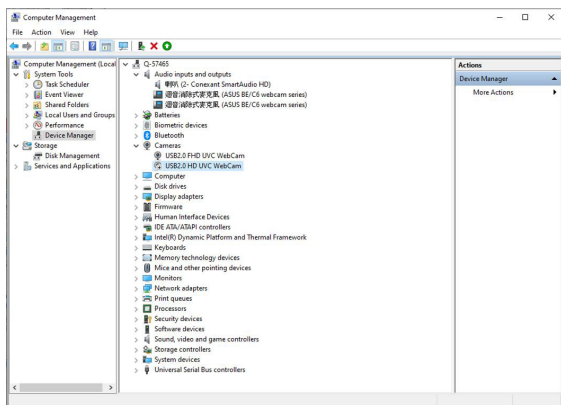 Computer Management
File Action View Help
Computer Management (Local
System Tools
Task Scheduler
Event Viewer
Shared Folders
Local Users and Groups
Performance
Device Manager
Storage
Disk Management
Services and Applications
Q-57465
Audio inputs and outputs
喇叭 (2- Conexant SmartAudio HD)
迴音消除式麥克風 (ASUS BE/C6 webcam series)
迴音消除式麥克風 (ASUS BE/C6 webcam series)
Batteries
Biometric devices
Bluetooth
Cameras
USB2.0 FHD UVC WebCam
USB2.0 HD UVC WebCam
Computer
Disk drives
Display adapters
Firmware
Human Interface Devices
IDE ATA/ATAPI controllers
Intel(R) Dynamic Platform and Thermal Framework
Keyboards
Memory technology devices
Mice and other pointing devices
Monitors
Network adapters
Print queues
Processors
Security devices
Software devices
Sound, video and game controllers
Storage controllers
System devices
Universal Serial Bus controllers
Actions
Device Manager
More Actions